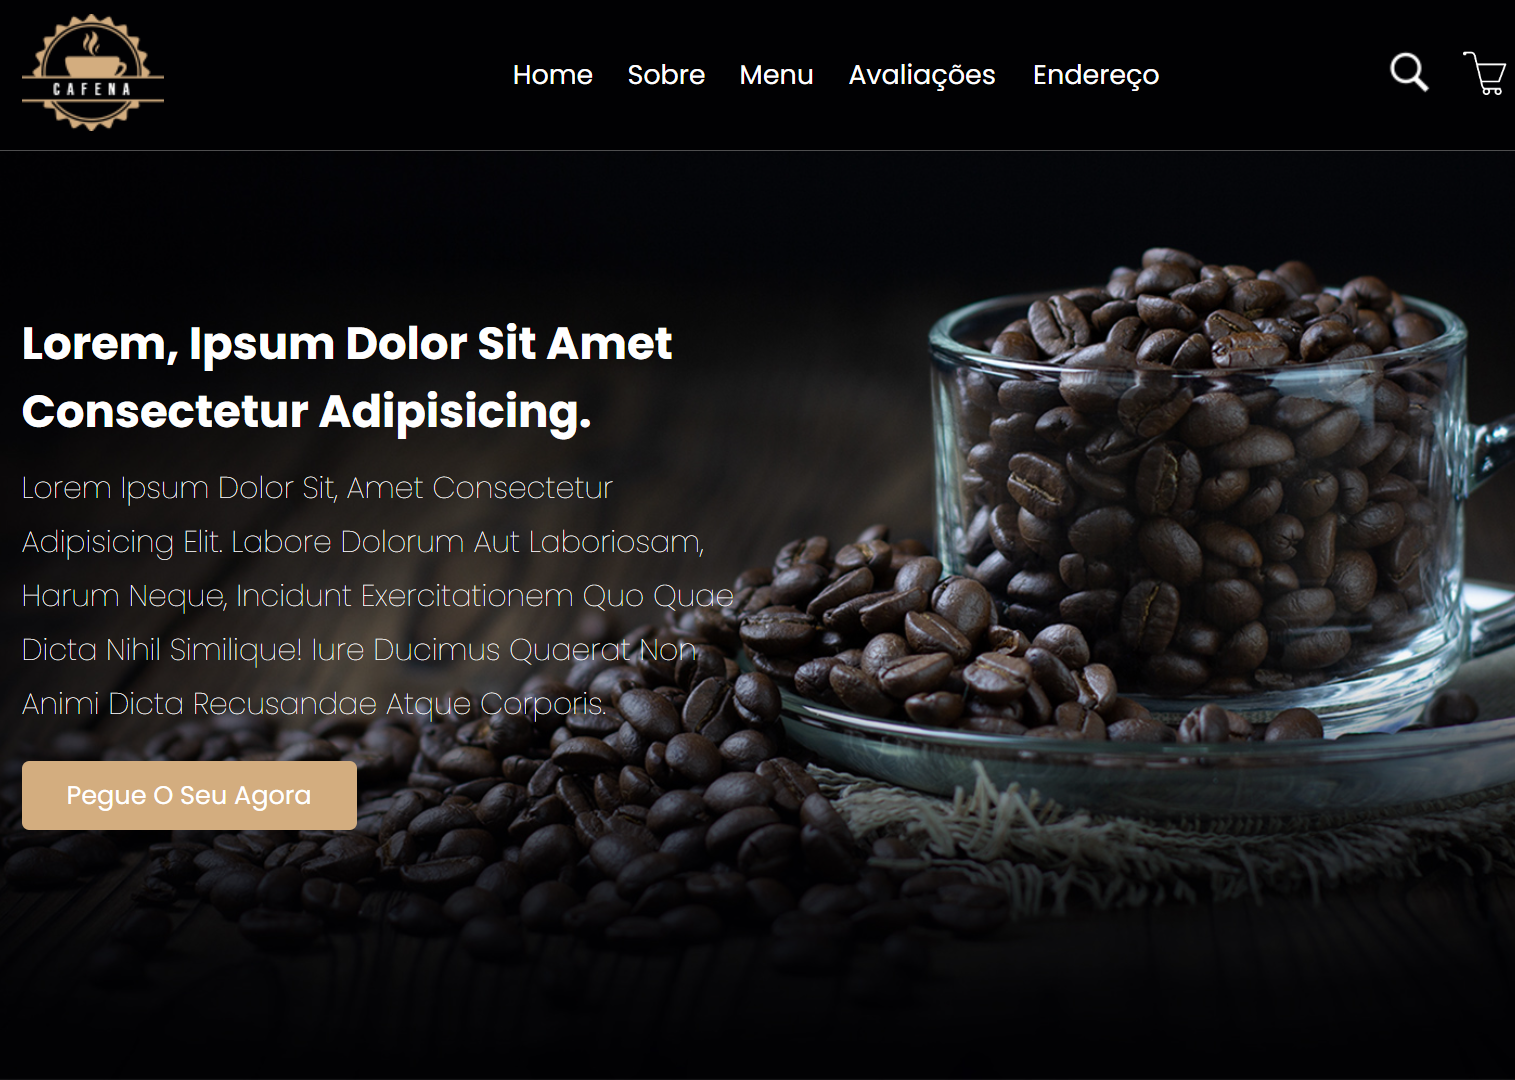 CAFENA
Home Sobre Menu Avaliações Endereço
Lorem, Ipsum Dolor Sit Amet
Consectetur Adipisicing.
Lorem Ipsum Dolor Sit, Amet Consectetur
Adipisicing Elit. Labore Dolorum Aut Laboriosam,
Harum Neque, Incidunt Exercitationem Quo Quae
Dicta Nihil Similique! Iure Ducimus Quaerat Non
Animi Dicta Recusandae Atque Corporis.
Pegue O Seu Agora